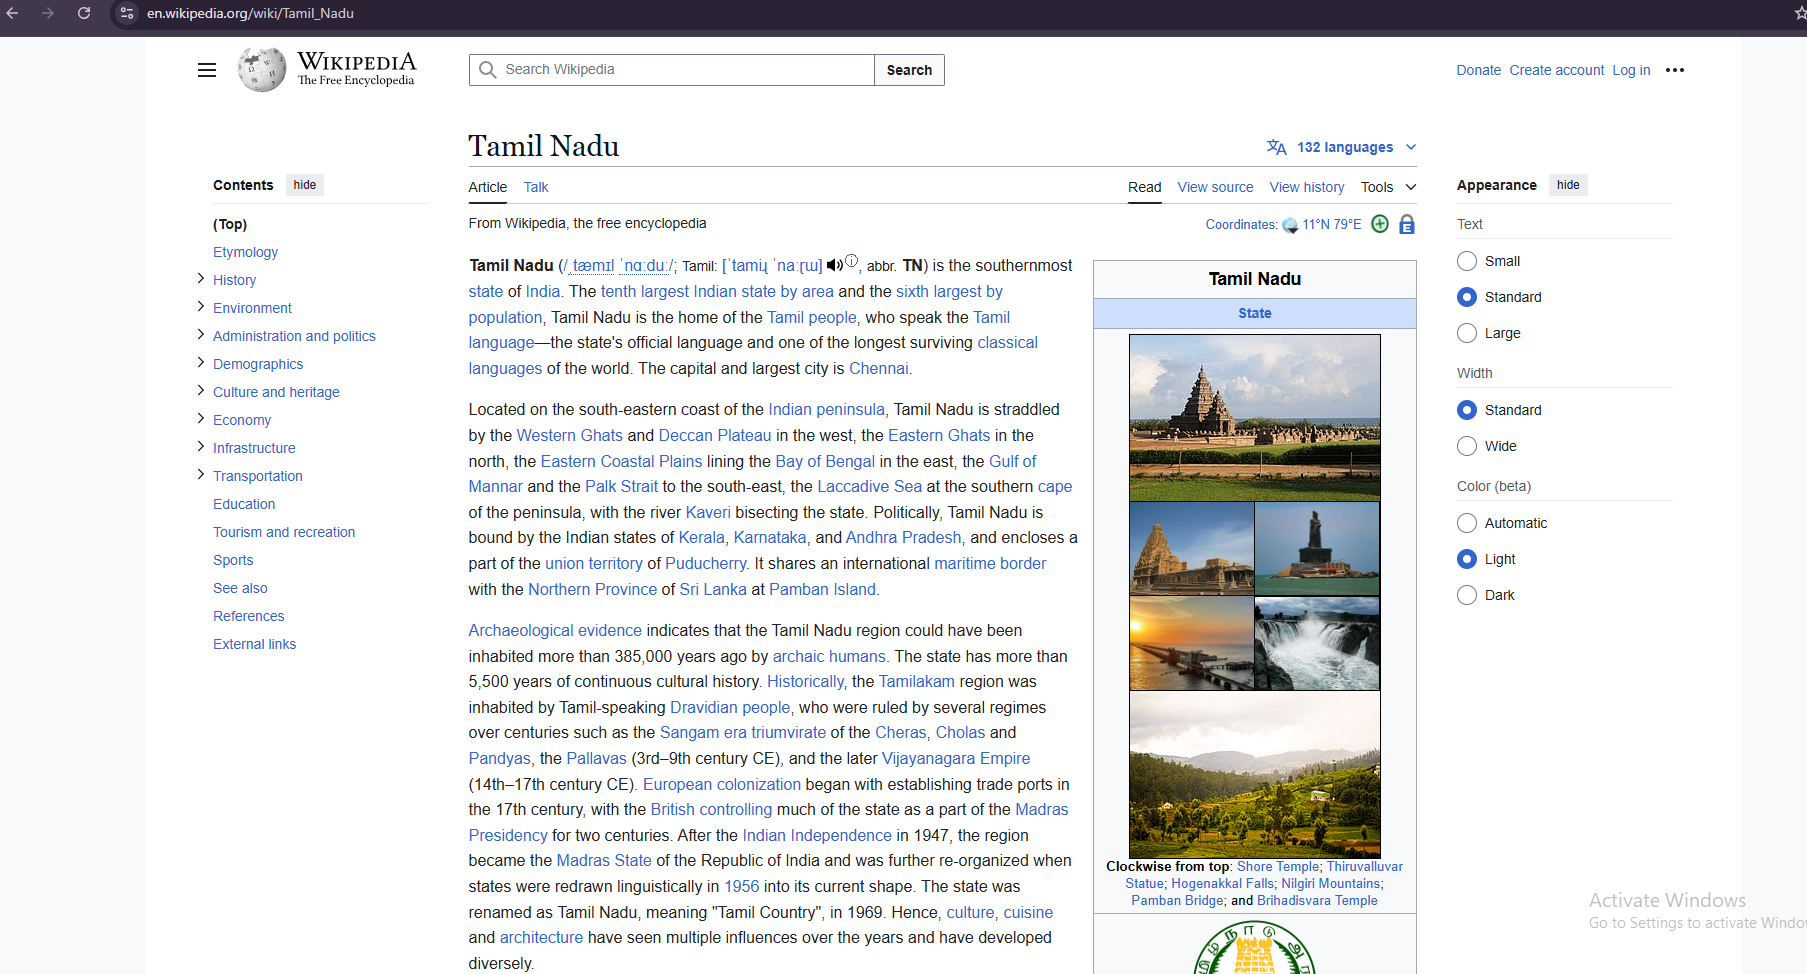 en.wikipedia.org/wiki/Tamil_Nadu
WIKIPEDIA
The Free Encyclopedia
Search Wikipedia
Search
Donate Create account Log in
Tamil Nadu
132 languages
Contents hide
(Top)
Etymology
History
Environment
Administration and politics
Demographics
Culture and heritage
Economy
Infrastructure
Transportation
Education
Tourism and recreation
Sports
See also
References
External links
Article Talk
Read View source View history Tools
From Wikipedia, the free encyclopedia
Coordinates: 11°N 79°E
Tamil Nadu (/ˌtæmɪl ˈnɑːduː/; Tamil: [ˈtamiɻ ˈnaːɽɯ] ⓘ, abbr. TN) is the southernmost
state of India. The tenth largest Indian state by area and the sixth largest by
population, Tamil Nadu is the home of the Tamil people, who speak the Tamil
language—the state's official language and one of the longest surviving classical
languages of the world. The capital and largest city is Chennai.
Located on the south-eastern coast of the Indian peninsula, Tamil Nadu is straddled
by the Western Ghats and Deccan Plateau in the west, the Eastern Ghats in the
north, the Eastern Coastal Plains lining the Bay of Bengal in the east, the Gulf of
Mannar and the Palk Strait to the south-east, the Laccadive Sea at the southern cape
of the peninsula, with the river Kaveri bisecting the state. Politically, Tamil Nadu is
bound by the Indian states of Kerala, Karnataka, and Andhra Pradesh, and encloses a
part of the union territory of Puducherry. It shares an international maritime border
with the Northern Province of Sri Lanka at Pamban Island.
Archaeological evidence indicates that the Tamil Nadu region could have been
inhabited more than 385,000 years ago by archaic humans. The state has more than
5,500 years of continuous cultural history. Historically, the Tamilakam region was
inhabited by Tamil-speaking Dravidian people, who were ruled by several regimes
over centuries such as the Sangam era triumvirate of the Cheras, Cholas and
Pandyas, the Pallavas (3rd–9th century CE), and the later Vijayanagara Empire
(14th–17th century CE). European colonization began with establishing trade ports in
the 17th century, with the British controlling much of the state as a part of the Madras
Presidency for two centuries. After the Indian Independence in 1947, the region
became the Madras State of the Republic of India and was further re-organized when
states were redrawn linguistically in 1956 into its current shape. The state was
renamed as Tamil Nadu, meaning "Tamil Country", in 1969. Hence, culture, cuisine
and architecture have seen multiple influences over the years and have developed
diversely.
Tamil Nadu
State
Clockwise from top: Shore Temple; Thiruvalluvar
Statue; Hogenakkal Falls; Nilgiri Mountains;
Pamban Bridge; and Brihadisvara Temple
Appearance hide
Text
Small
Standard
Large
Width
Standard
Wide
Color (beta)
Automatic
Light
Dark
Activate Windows
Go to Settings to activate Windo